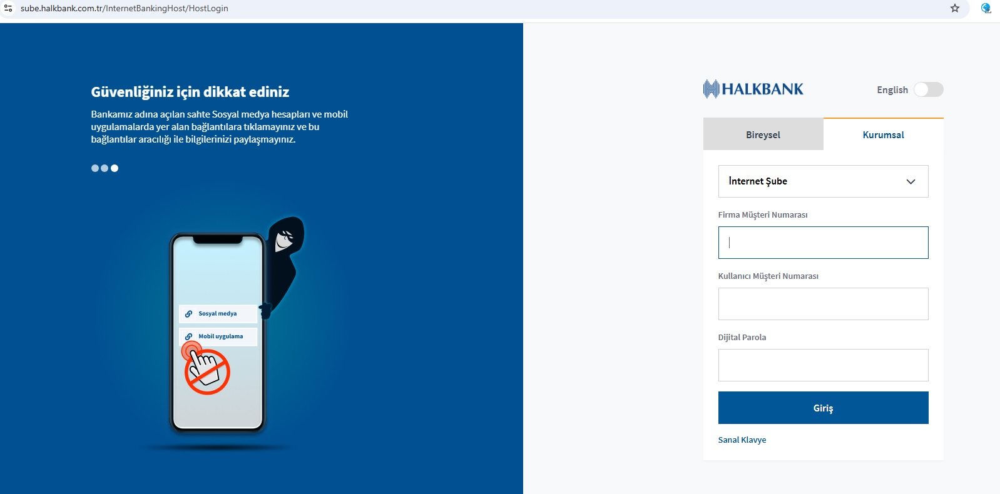 sube.halkbank.com.tr/InternetBankingHost/HostLogin
Güvenliğiniz için dikkat ediniz
Bankamız adına açılan sahte Sosyal medya hesapları ve mobil
uygulamalarda yer alan bağlantılara tıklamayınız ve bu
bağlantılar aracılığı ile bilgilerinizi paylaşmayınız.
Sosyal medya
Mobil uygulama
HALKBANK
English
Bireysel
Kurumsal
İnternet Şube
Firma Müşteri Numarası
Kullanıcı Müşteri Numarası
Dijital Parola
Giriş
Sanal Klavye